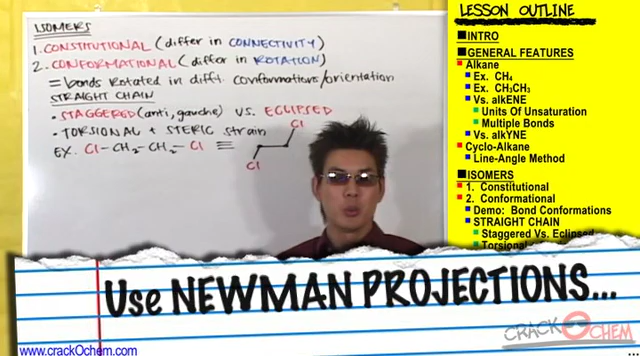 ISOMERS
1. CONSTITUTIONAL (differ in CONNECTIVITY)
2. CONFORMATIONAL (differ in ROTATION)
= bonds Rotated in diff't conformations/orientation
STRAIGHT CHAIN
• STAGGERED (anti, gauche) VS. ECLIPSED
• TORSIONAL + STERIC strain
EX. Cl-CH₂-CH₂-Cl ≡
Cl
Cl
LESSON OUTLINE
INTRO
GENERAL FEATURES
Alkane
Ex. CH4
Ex. CH3CH3
Vs. alkENE
Units Of Unsaturation
Multiple Bonds
Vs. alkYNE
Cyclo-Alkane
Line-Angle Method
ISOMERS
1. Constitutional
2. Conformational
Demo: Bond Conformations
STRAIGHT CHAIN
Staggered Vs. Eclipsed
Torsional
Use NEWMAN PROJECTIONS...
CRACK O CHEM
www.crackOchem.com
...